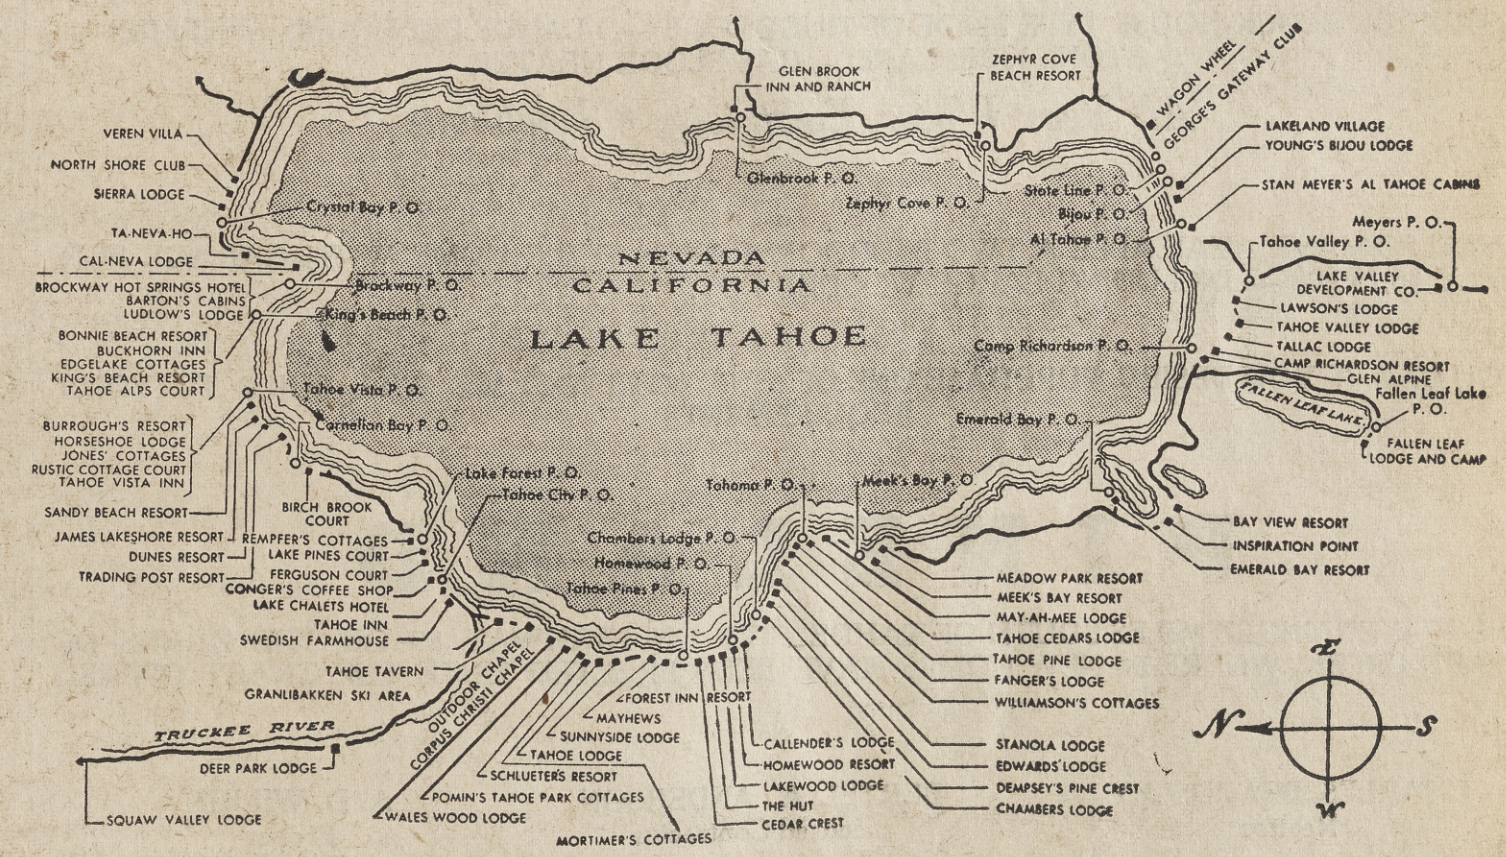 GLEN BROOK
INN AND RANCH
ZEPHYR COVE
BEACH RESORT
WAGON WHEEL
GEORGE'S GATEWAY CLUB
VEREN VILLA
NORTH SHORE CLUB
SIERRA LODGE
TA-NEVA-HO
CAL-NEVA LODGE
BROCKWAY HOT SPRINGS HOTEL
BARTON'S CABINS
LUDLOW'S LODGE
BONNIE BEACH RESORT
BUCKHORN INN
EDGELAKE COTTAGES
KING'S BEACH RESORT
TAHOE ALPS COURT
BURROUGH'S RESORT
HORSESHOE LODGE
JONES' COTTAGES
RUSTIC COTTAGE COURT
TAHOE VISTA INN
SANDY BEACH RESORT
JAMES LAKESHORE RESORT
DUNES RESORT
TRADING POST RESORT
BIRCH BROOK
COURT
REMPFER'S COTTAGES
LAKE PINES COURT
FERGUSON COURT
CONGER'S COFFEE SHOP
LAKE CHALETS HOTEL
TAHOE INN
SWEDISH FARMHOUSE
TAHOE TAVERN
GRANLIBAKKEN SKI AREA
TRUCKEE RIVER
DEER PARK LODGE
SQUAW VALLEY LODGE
OUTDOOR CHAPEL
CORPUS CHRISTI CHAPEL
Crystal Bay P. O.
Brockway P. O.
King's Beach P. O.
Tahoe Vista P. O.
Carnelian Bay P. O.
Lake Forest P. O.
Tahoe City P. O.
Glenbrook P. O.
Zephyr Cove P. O.
State Line P. O.
Bijou P. O.
Al Tahoe P. O.
NEVADA
CALIFORNIA
LAKE TAHOE
Camp Richardson P. O.
Emerald Bay P. O.
Tahoma P. O.
Meek's Bay P. O.
Chambers Lodge P. O.
Homewood P. O.
Tahoe Pines P. O.
LAKELAND VILLAGE
YOUNG'S BIJOU LODGE
STAN MEYER'S AL TAHOE CABINS
Meyers P. O.
Tahoe Valley P. O.
LAKE VALLEY
DEVELOPMENT CO.
LAWSON'S LODGE
TAHOE VALLEY LODGE
TALLAC LODGE
CAMP RICHARDSON RESORT
GLEN ALPINE
FALLEN LEAF LAKE
Fallen Leaf Lake
P. O.
FALLEN LEAF
LODGE AND CAMP
BAY VIEW RESORT
INSPIRATION POINT
EMERALD BAY RESORT
MEADOW PARK RESORT
MEEK'S BAY RESORT
MAY-AH-MEE LODGE
TAHOE CEDARS LODGE
TAHOE PINE LODGE
FANGER'S LODGE
WILLIAMSON'S COTTAGES
STANOLA LODGE
EDWARDS' LODGE
DEMPSEY'S PINE CREST
CHAMBERS LODGE
FOREST INN RESORT
MAYHEWS
SUNNYSIDE LODGE
TAHOE LODGE
SCHLUETER'S RESORT
POMIN'S TAHOE PARK COTTAGES
WALES WOOD LODGE
MORTIMER'S COTTAGES
CALLENDER'S LODGE
HOMEWOOD RESORT
LAKEWOOD LODGE
THE HUT
CEDAR CREST
E
N
S
W